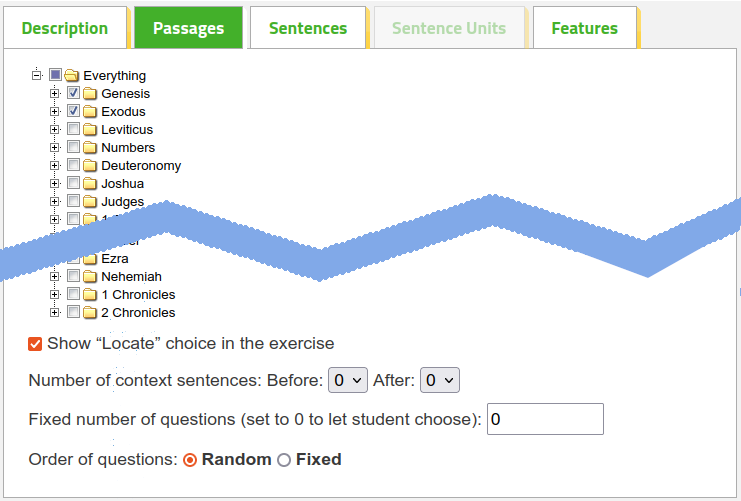 Description Passages Sentences Sentence Units Features
Everything
Genesis
Exodus
Leviticus
Numbers
Deuteronomy
Joshua
Judges
1
Ezra
Nehemiah
1 Chronicles
2 Chronicles
Show “Locate” choice in the exercise
Number of context sentences: Before: 0 After: 0
Fixed number of questions (set to 0 to let student choose): 0
Order of questions: Random Fixed